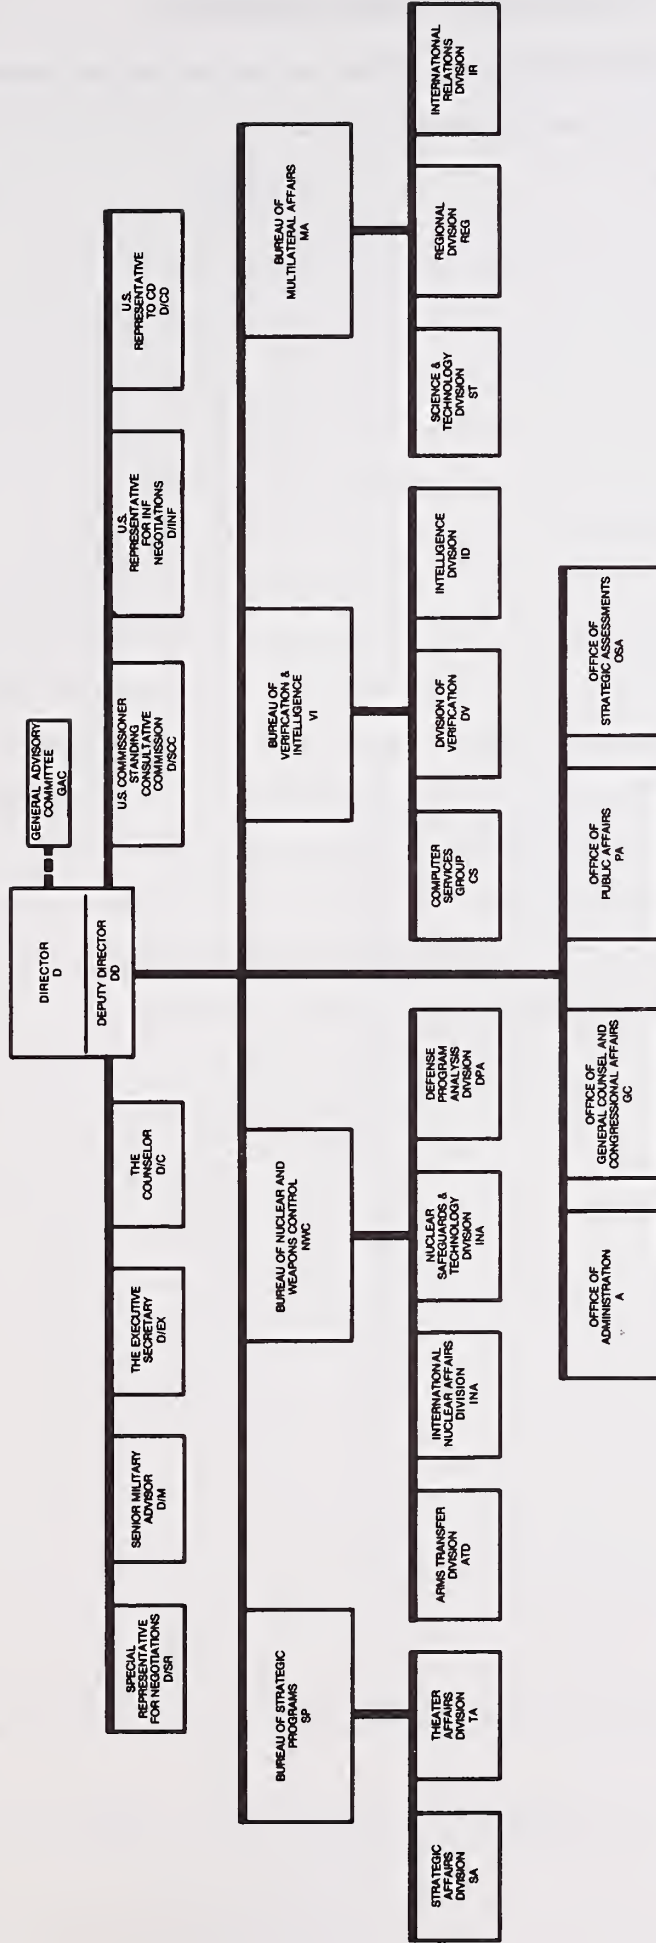 GENERAL ADVISORY
COMMITTEE
GAC
DIRECTOR
D
DEPUTY DIRECTOR
DD
SPECIAL
REPRESENTATIVE
FOR NEGOTIATIONS
D/SR
SENIOR MILITARY
ADVISOR
D/M
THE EXECUTIVE
SECRETARY
D/EX
THE
COUNSELOR
D/C
U.S. COMMISSIONER
STANDING
CONSULTATIVE
COMMISSION
D/SCC
U.S.
REPRESENTATIVE
FOR INF
NEGOTIATIONS
D/INF
U.S.
REPRESENTATIVE
TO CD
D/CD
BUREAU OF STRATEGIC
PROGRAMS
SP
BUREAU OF NUCLEAR AND
WEAPONS CONTROL
NWC
BUREAU OF
VERIFICATION &
INTELLIGENCE
VI
BUREAU OF
MULTILATERAL AFFAIRS
MA
STRATEGIC
AFFAIRS
DIVISION
SA
THEATER
AFFAIRS
DIVISION
TA
ARMS TRANSFER
DIVISION
ATD
INTERNATIONAL
NUCLEAR AFFAIRS
DIVISION
INA
NUCLEAR
SAFEGUARDS &
TECHNOLOGY
DIVISION
INA
DEFENSE
PROGRAM
ANALYSIS
DIVISION
DPA
COMPUTER
SERVICES
GROUP
CS
DIVISION OF
VERIFICATION
DV
INTELLIGENCE
DIVISION
ID
SCIENCE &
TECHNOLOGY
DIVISION
ST
REGIONAL
DIVISION
REG
INTERNATIONAL
RELATIONS
DIVISION
IR
OFFICE OF
ADMINISTRATION
A
OFFICE OF
GENERAL COUNSEL AND
CONGRESSIONAL AFFAIRS
GC
OFFICE OF
PUBLIC AFFAIRS
PA
OFFICE OF
STRATEGIC ASSESSMENTS
OSA